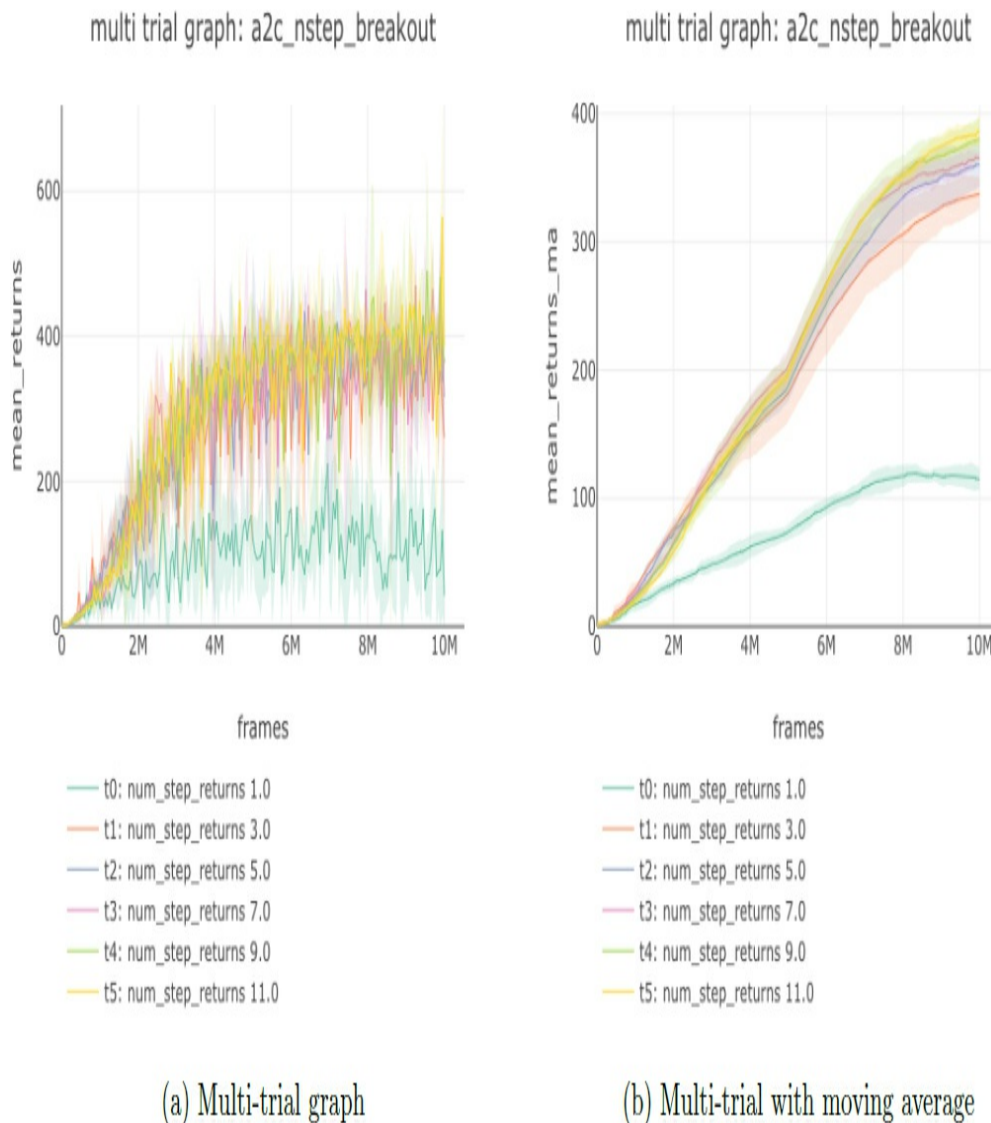 multi trial graph: a2c_nstep_breakout
mean_returns
600
400
200
0
0 2M 4M 6M 8M 10M
frames
t0: num_step_returns 1.0
t1: num_step_returns 3.0
t2: num_step_returns 5.0
t3: num_step_returns 7.0
t4: num_step_returns 9.0
t5: num_step_returns 11.0
(a) Multi-trial graph
multi trial graph: a2c_nstep_breakout
mean_returns_ma
400
300
200
100
0
0 2M 4M 6M 8M 10M
frames
t0: num_step_returns 1.0
t1: num_step_returns 3.0
t2: num_step_returns 5.0
t3: num_step_returns 7.0
t4: num_step_returns 9.0
t5: num_step_returns 11.0
(b) Multi-trial with moving average